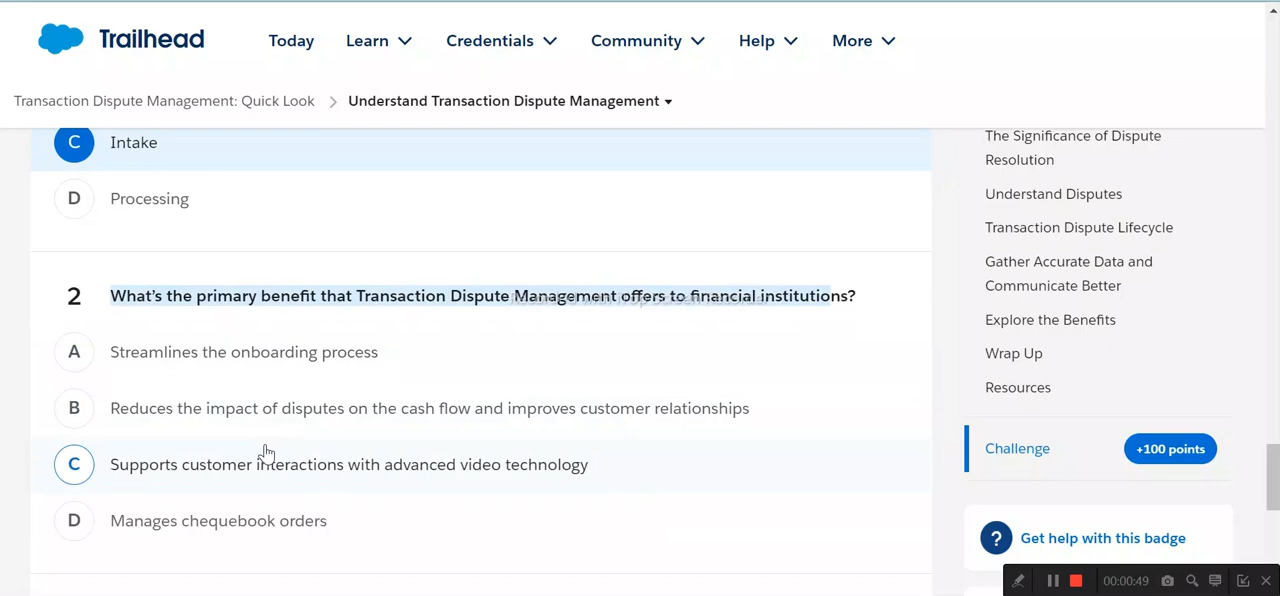 Trailhead
Today Learn Credentials Community Help More
Transaction Dispute Management: Quick Look > Understand Transaction Dispute Management
C Intake
D Processing
2 What's the primary benefit that Transaction Dispute Management offers to financial institutions?
A Streamlines the onboarding process
B Reduces the impact of disputes on the cash flow and improves customer relationships
C Supports customer interactions with advanced video technology
D Manages chequebook orders
The Significance of Dispute
Resolution
Understand Disputes
Transaction Dispute Lifecycle
Gather Accurate Data and
Communicate Better
Explore the Benefits
Wrap Up
Resources
Challenge +100 points
? Get help with this badge
00:00:49